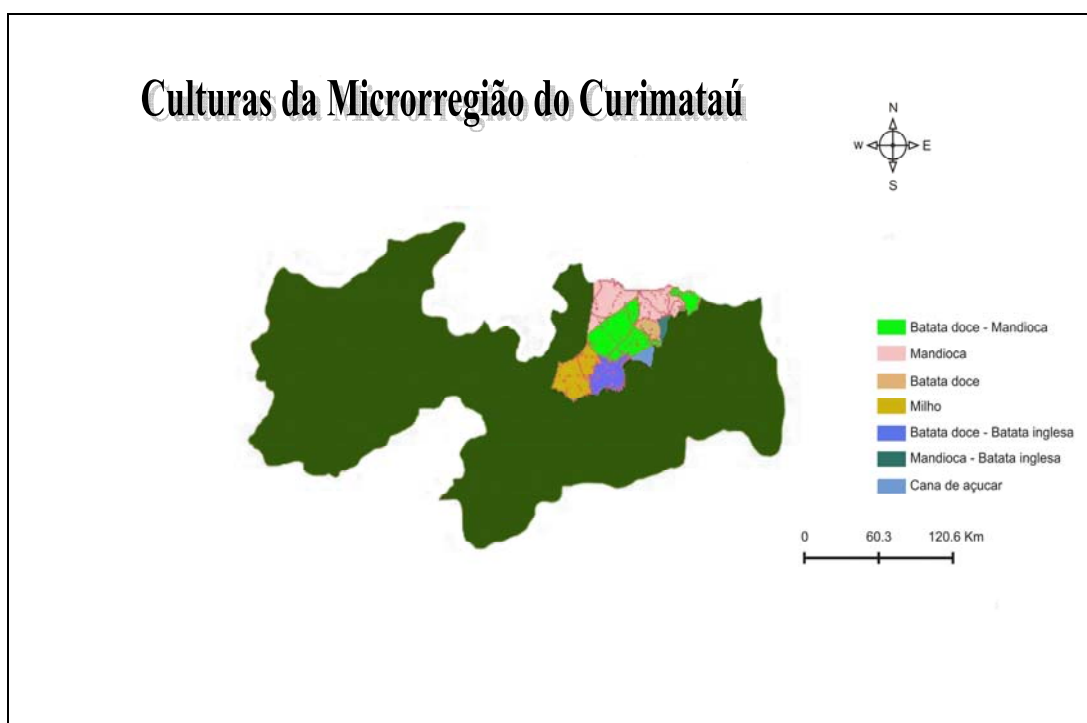 Culturas da Microrregião do Curimataú
N
W E
S
Batata doce - Mandioca
Mandioca
Batata doce
Milho
Batata doce - Batata inglesa
Mandioca - Batata inglesa
Cana de açucar
0 60.3 120.6 Km